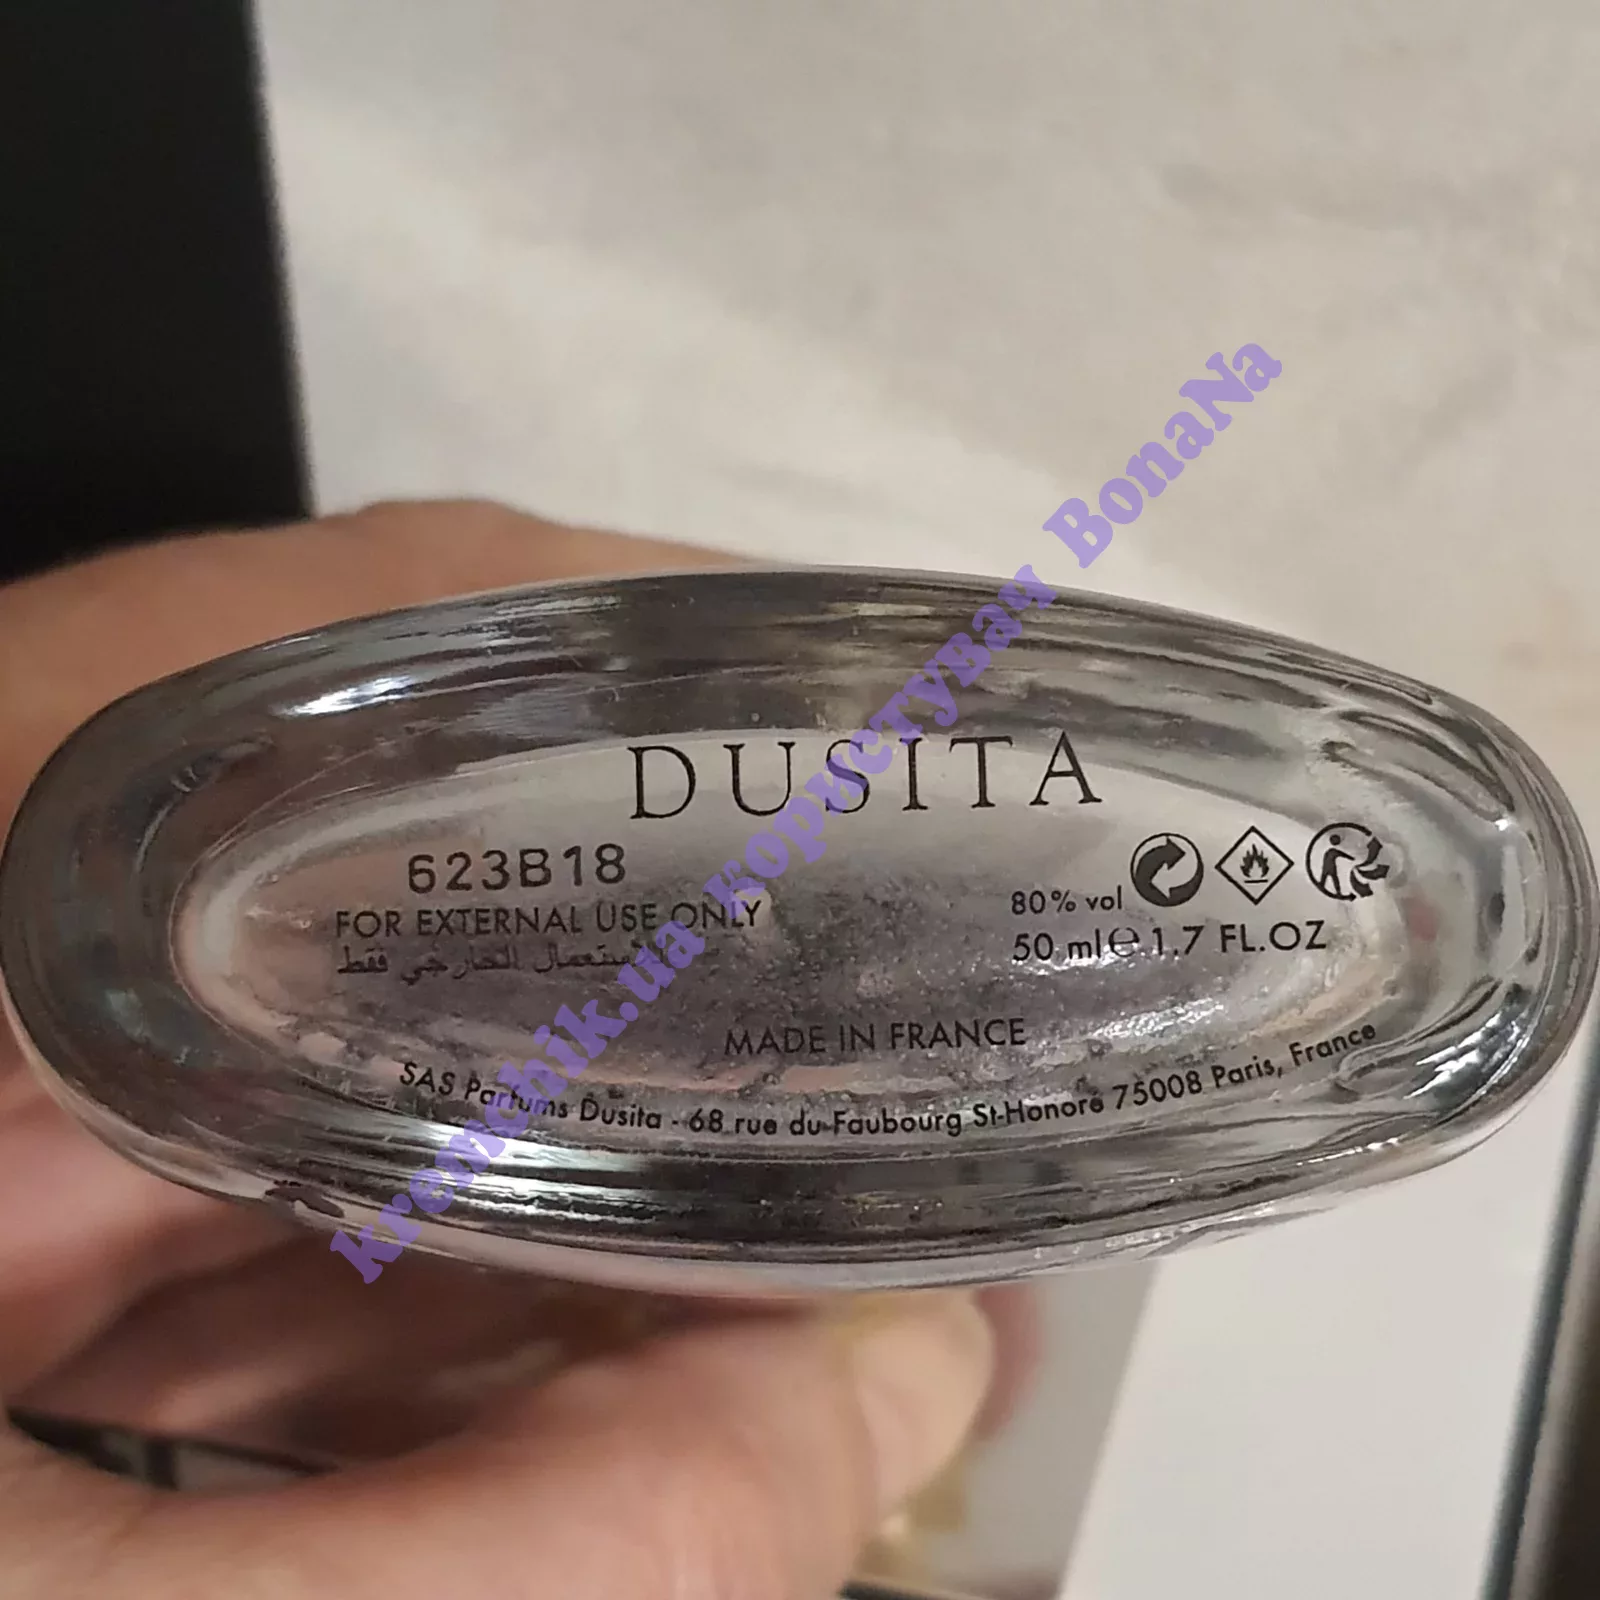 DUSITA
623B18
FOR EXTERNAL USE ONLY
للاستعمال الخارجي فقط
80% vol
50 ml ℮ 1.7 FL.OZ
MADE IN FRANCE
SAS Parfums Dusita - 68 rue du Faubourg St-Honoré 75008 Paris, France
kremchik.ua користувач BonaNa